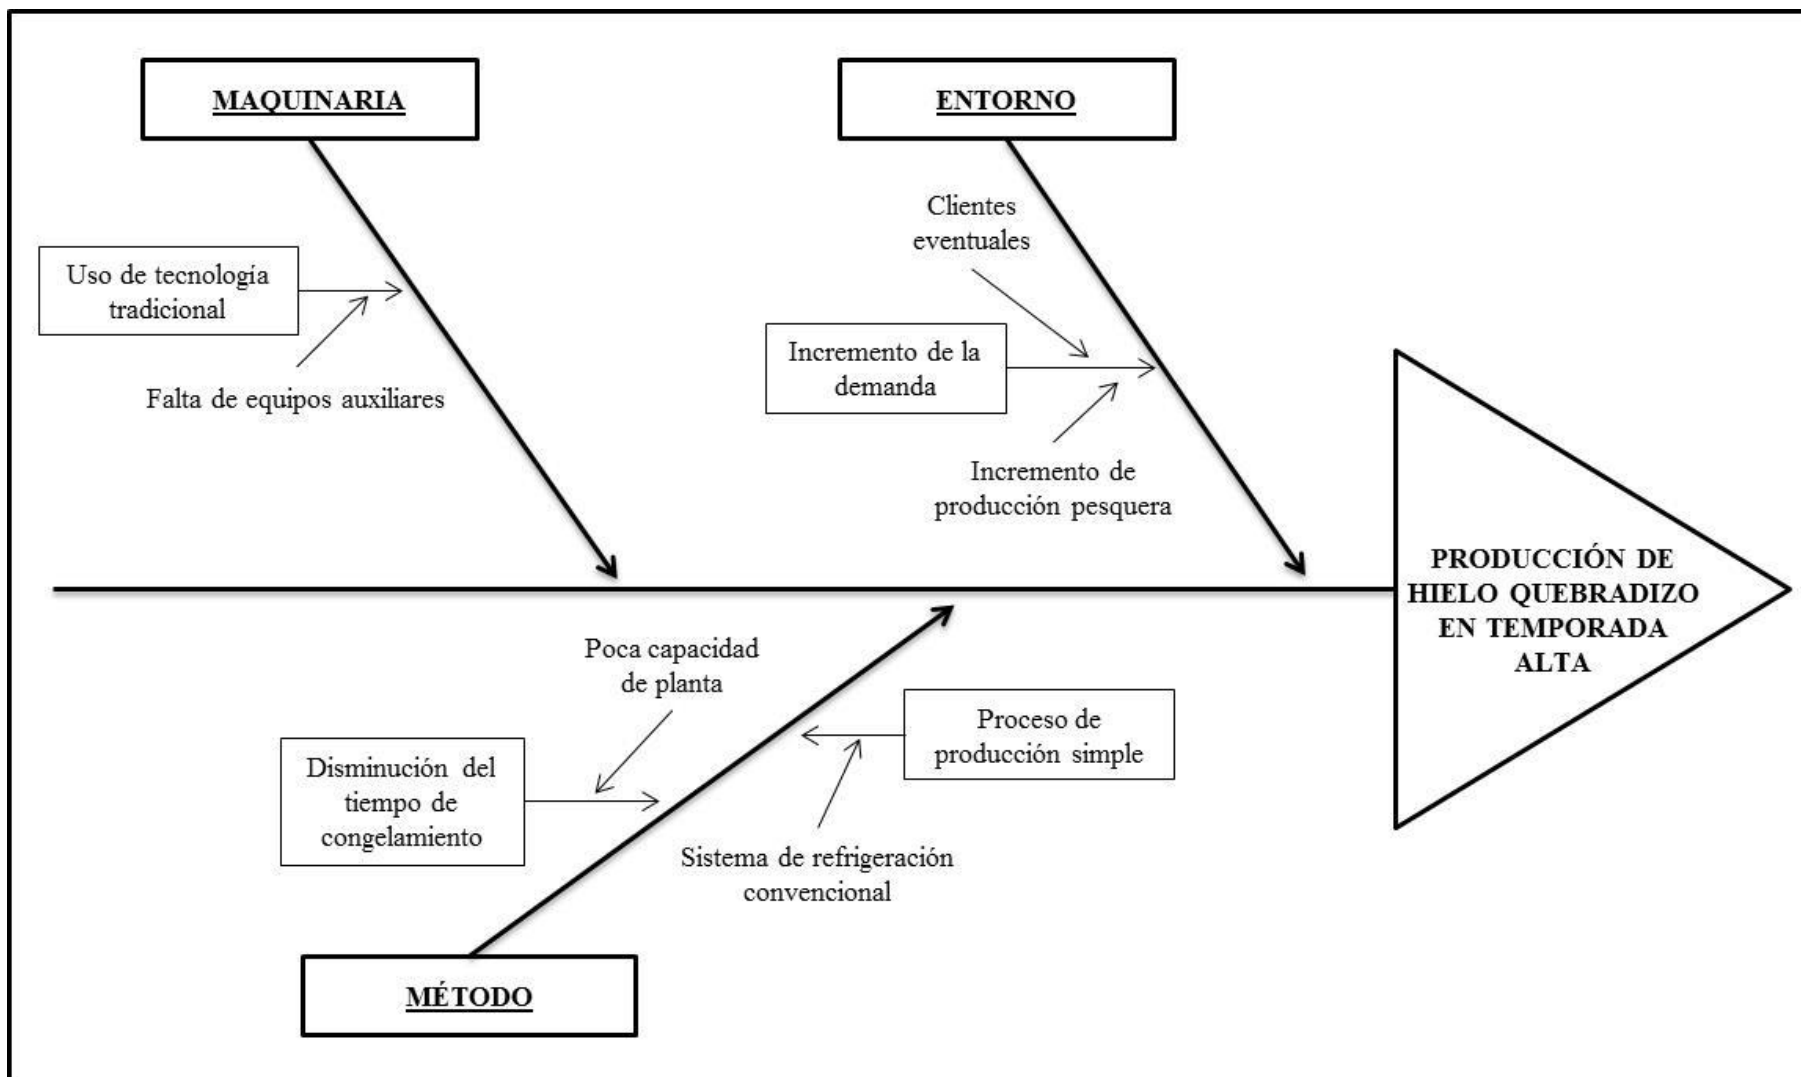 MAQUINARIA
ENTORNO
Clientes
eventuales
Uso de tecnología
tradicional
Falta de equipos auxiliares
Incremento de la
demanda
Incremento de
producción pesquera
PRODUCCIÓN DE
HIELO QUEBRADIZO
EN TEMPORADA
ALTA
Poca capacidad
de planta
Proceso de
producción simple
Disminución del
tiempo de
congelamiento
Sistema de refrigeración
convencional
MÉTODO